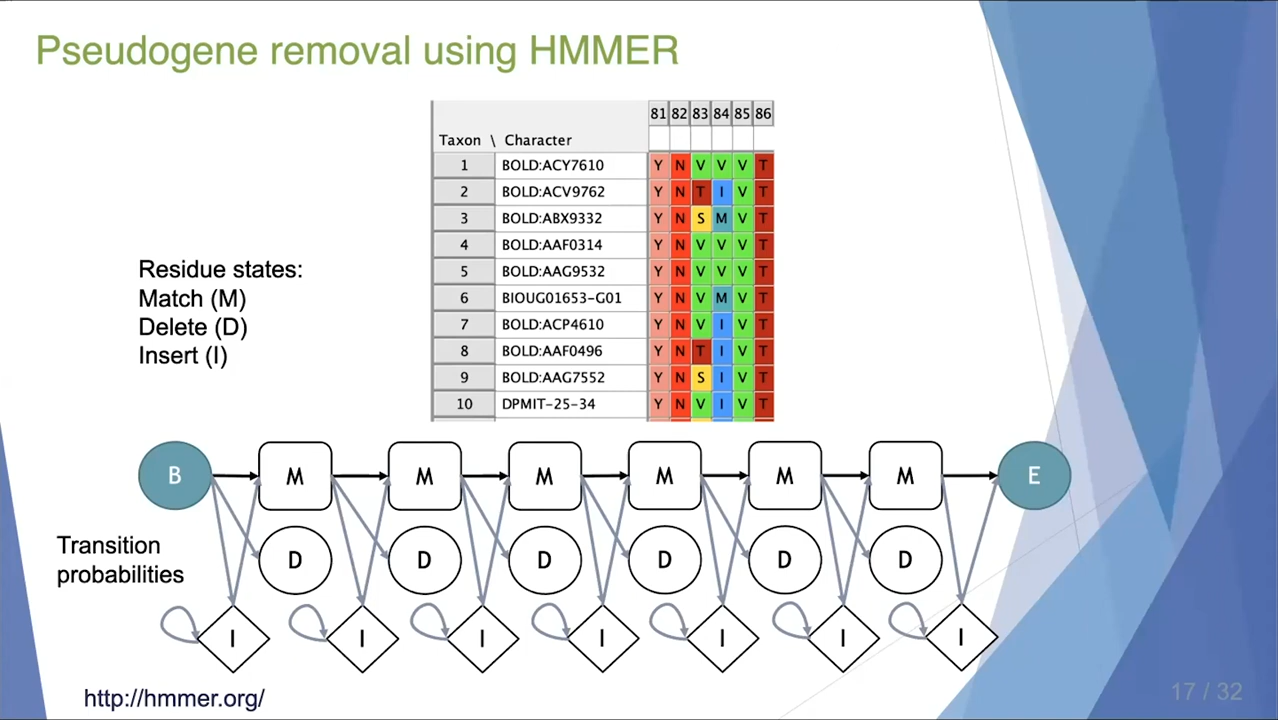 Pseudogene removal using HMMER
81 82 83 84 85 86
Taxon \ Character
1 BOLD:ACY7610 Y N V V V T
2 BOLD:ACV9762 Y N T I V T
3 BOLD:ABX9332 Y N S M V T
4 BOLD:AAF0314 Y N V V V T
5 BOLD:AAG9532 Y N V V V T
6 BIOUG01653-G01 Y N V M V T
7 BOLD:ACP4610 Y N V I V T
8 BOLD:AAF0496 Y N T I V T
9 BOLD:AAG7552 Y N S I V T
10 DPMIT-25-34 Y N V I V T
Residue states:
Match (M)
Delete (D)
Insert (I)
B M M M M M M E
D D D D D D
Transition
probabilities
I I I I I I I
http://hmmer.org/
17 / 32